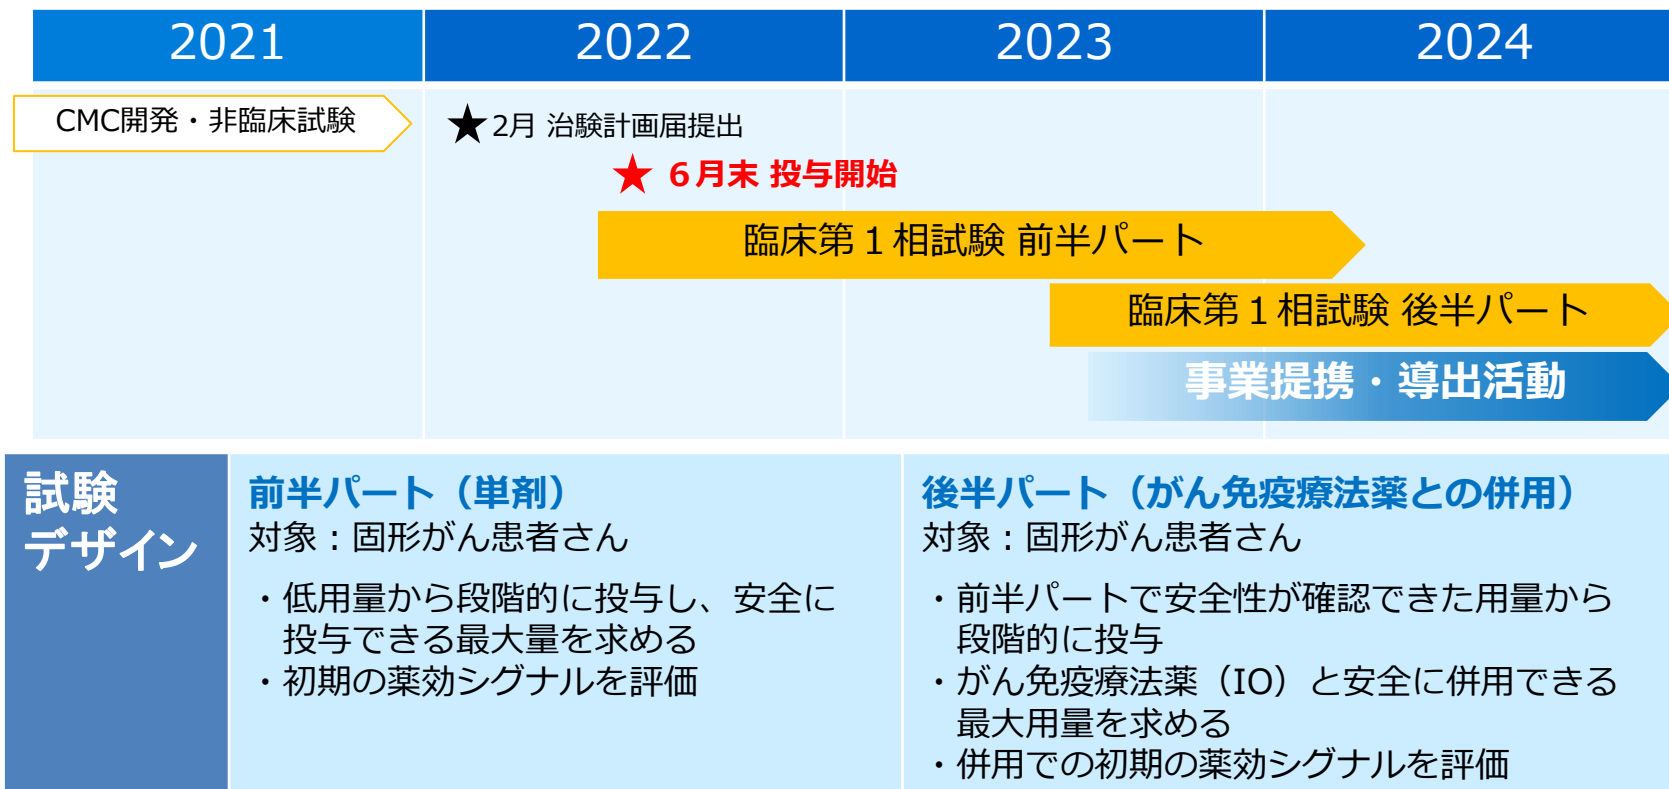 2021 2022 2023 2024
CMC開発・非臨床試験
★2月 治験計画届提出
★ 6月末 投与開始
臨床第1相試験 前半パート
臨床第1相試験 後半パート
事業提携・導出活動
試験
デザイン
前半パート（単剤）
対象：固形がん患者さん
・低用量から段階的に投与し、安全に
投与できる最大量を求める
・初期の薬効シグナルを評価
後半パート（がん免疫療法薬との併用）
対象：固形がん患者さん
・前半パートで安全性が確認できた用量から
段階的に投与
・がん免疫療法薬（IO）と安全に併用できる
最大用量を求める
・併用での初期の薬効シグナルを評価